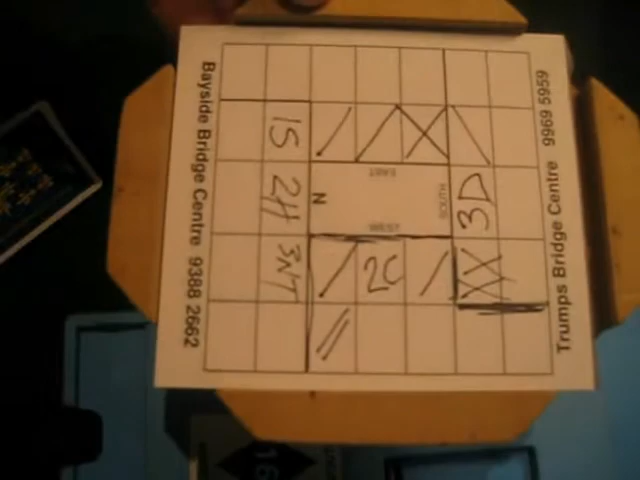 Bayside Bridge Centre 9388 2662
1S
2H
3NT
N
EAST
SOUTH
WEST
3D
2C
XX
X
/
//
Trumps Bridge Centre 9969 5959
16